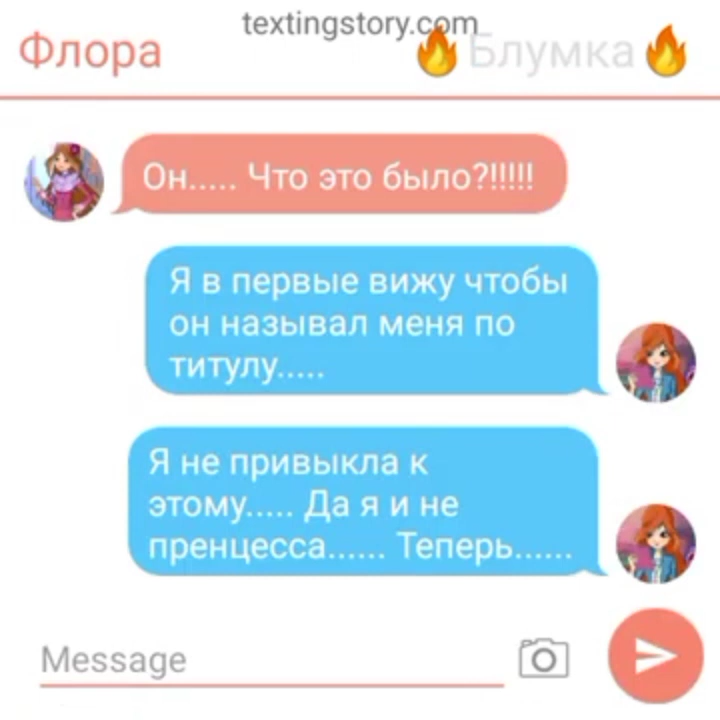 textingstory.com
Флора
🔥Блумка🔥
Он..... Что это было?!!!!!
Я в первые вижу чтобы
он называл меня по
титулу.....
Я не привыкла к
этому..... Да я и не
пренцесса...... Теперь......
Message